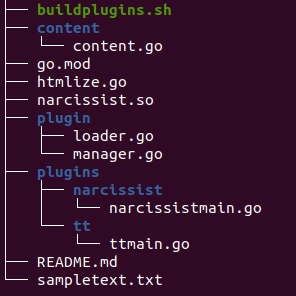 buildplugins.sh
content
content.go
go.mod
htmlize.go
narcissist.so
plugin
loader.go
manager.go
plugins
narcissist
narcissistmain.go
tt
ttmain.go
README.md
sampletext.txt